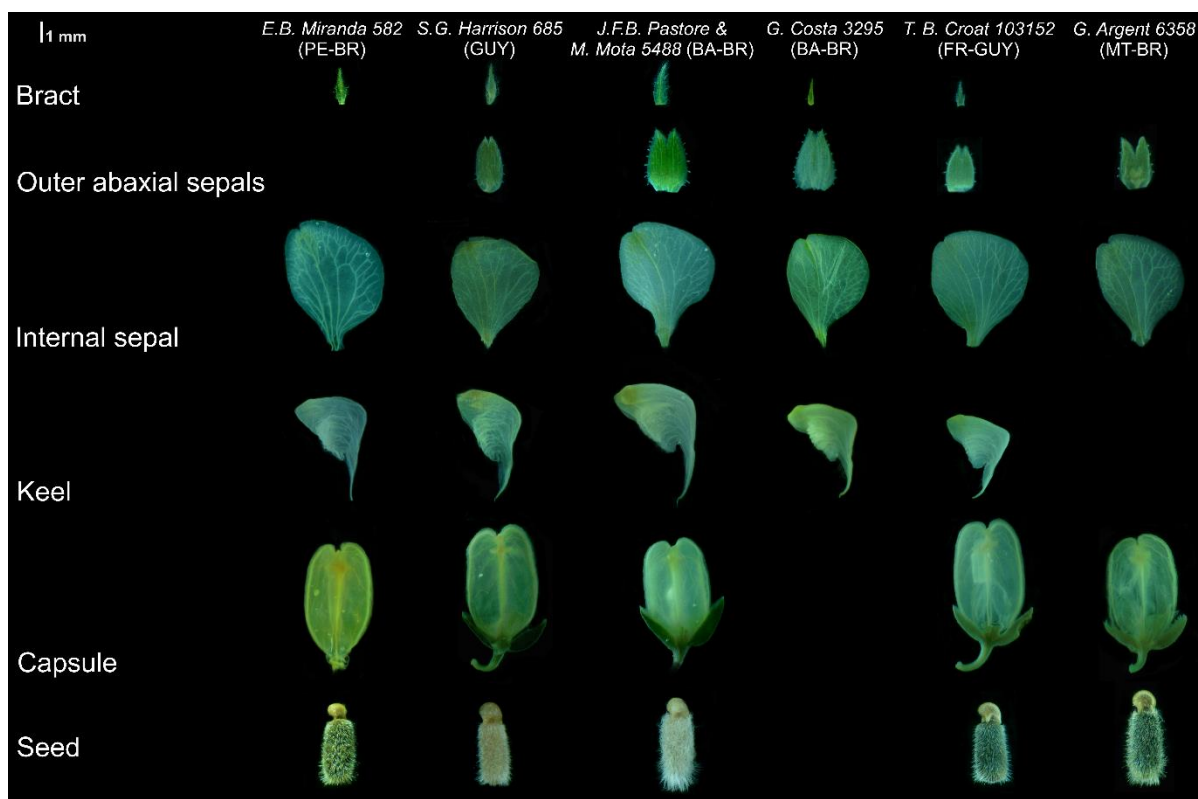 1 mm
E.B. Miranda 582
(PE-BR)
S.G. Harrison 685
(GUY)
J.F.B. Pastore &
M. Mota 5488 (BA-BR)
G. Costa 3295
(BA-BR)
T. B. Croat 103152
(FR-GUY)
G. Argent 6358
(MT-BR)
Bract
Outer abaxial sepals
Internal sepal
Keel
Capsule
Seed